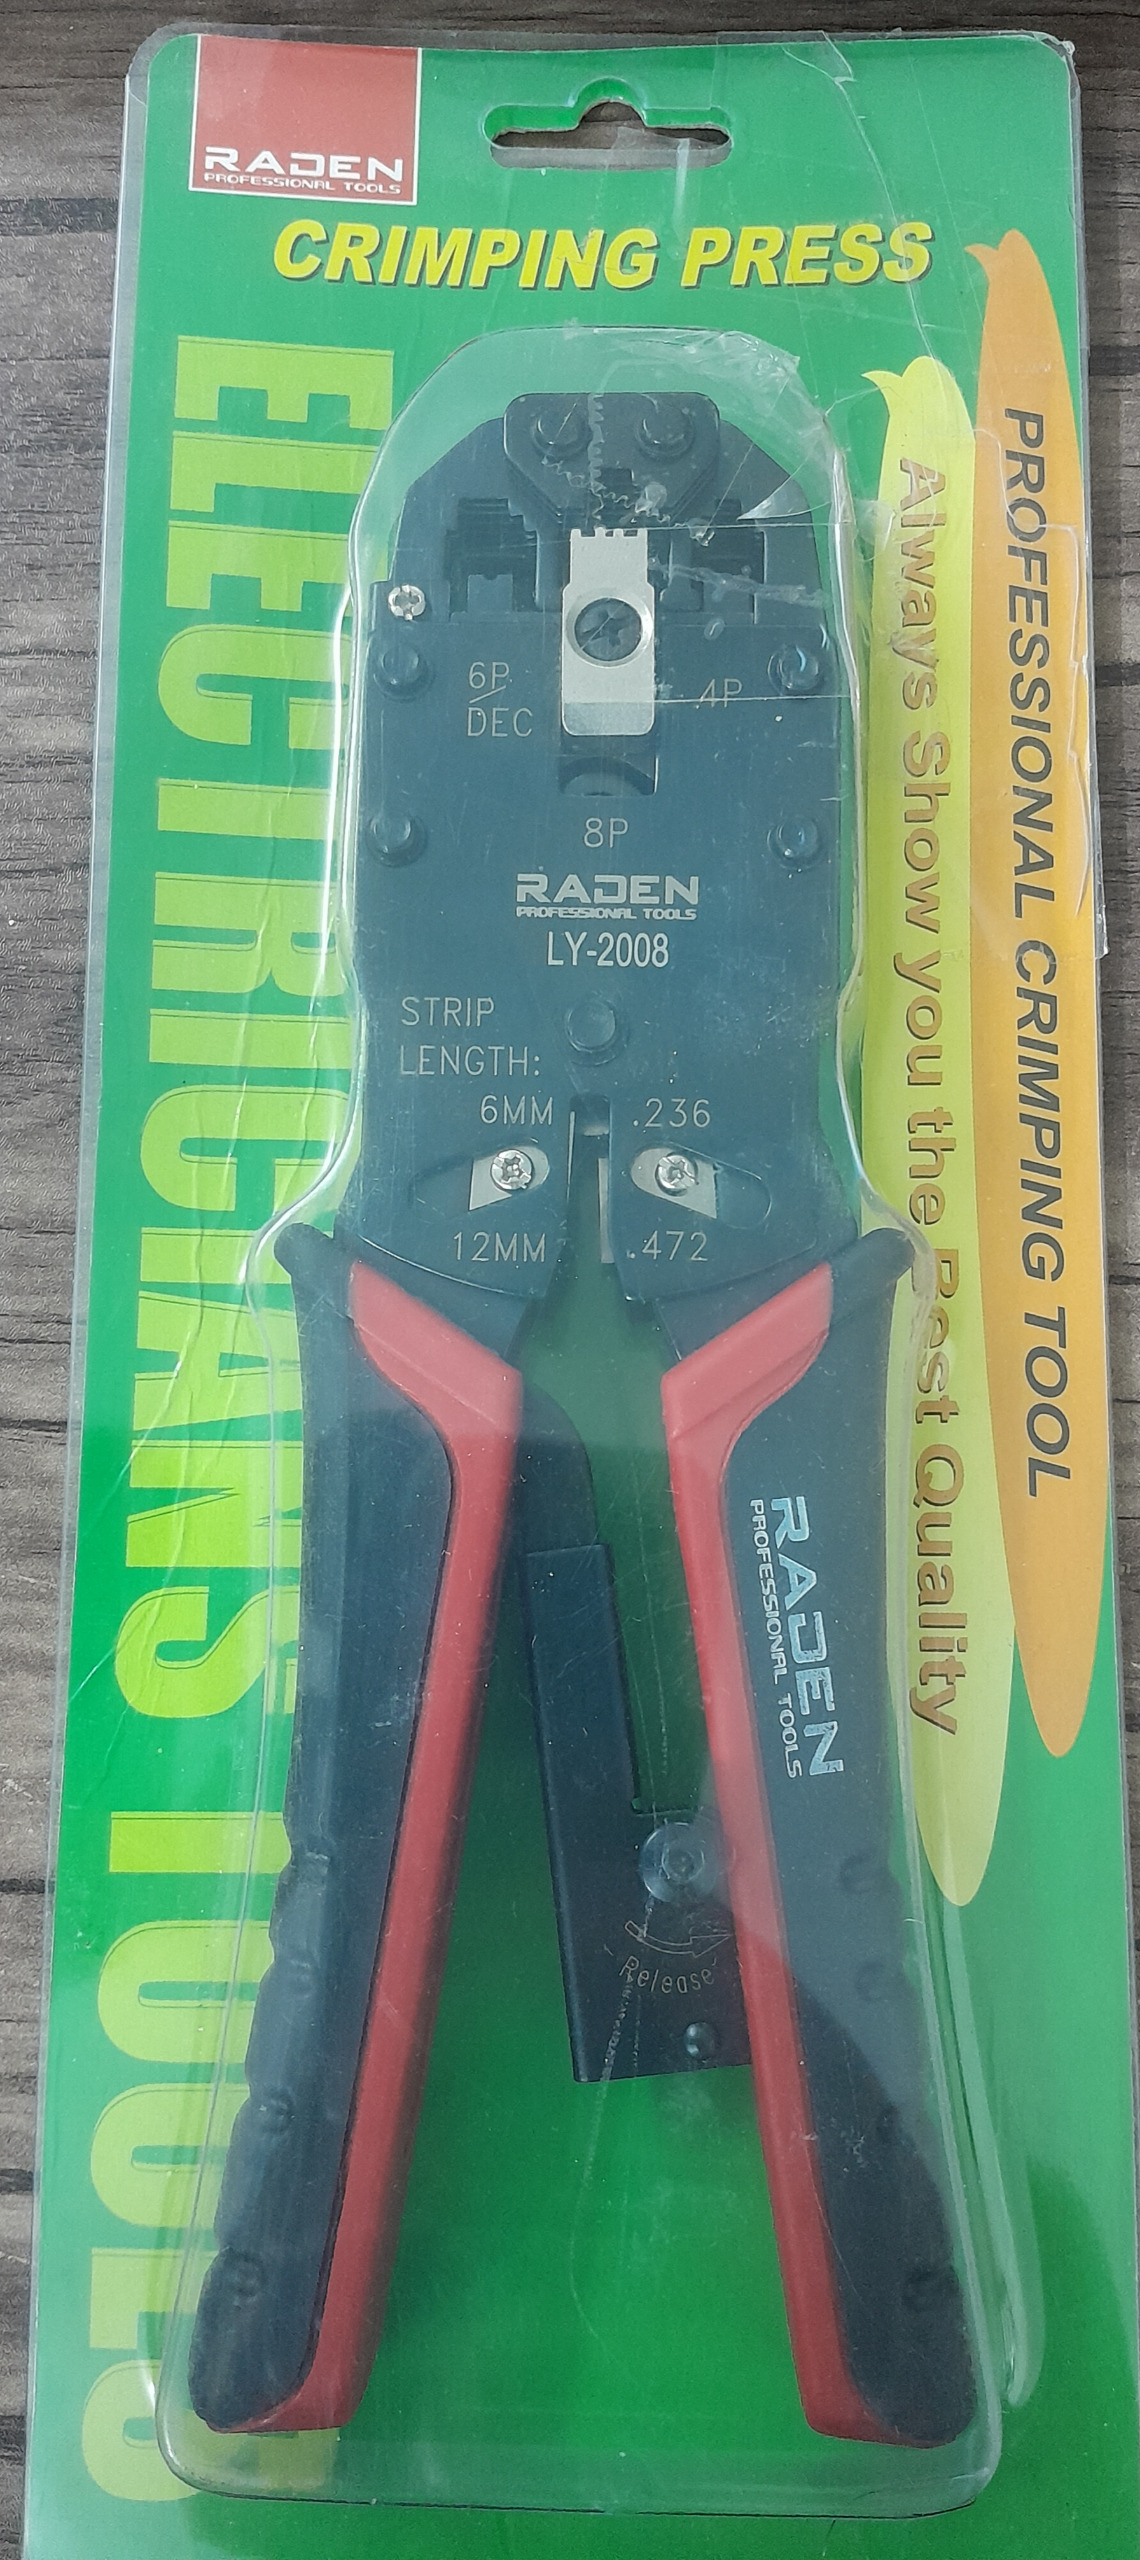 RADEN
PROFESSIONAL TOOLS
CRIMPING PRESS
ELECTRICIANS TOOLS
PROFESSIONAL CRIMPING TOOL
Always Show you the Best Quality
6P
DEC
4P
8P
RADEN
PROFESSIONAL TOOLS
LY-2008
STRIP
LENGTH:
6MM .236
12MM .472
RADEN
PROFESSIONAL TOOLS
Release